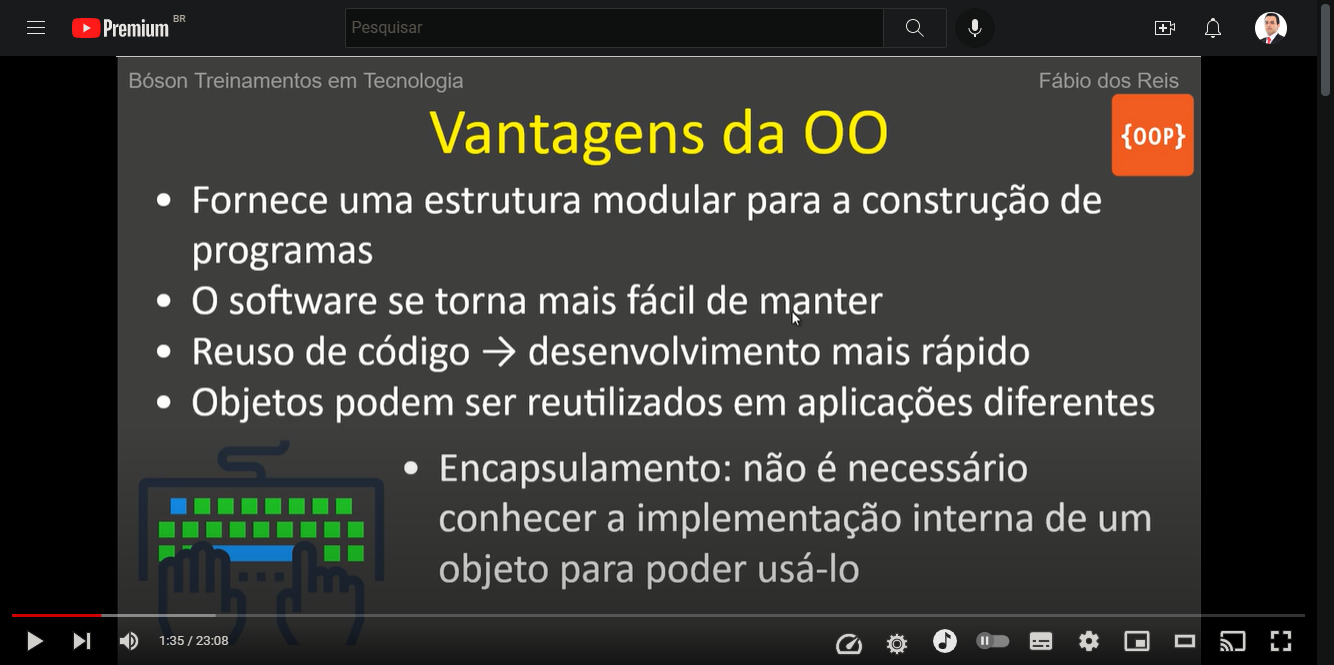 Premium BR
Pesquisar
Bóson Treinamentos em Tecnologia
Fábio dos Reis
Vantagens da OO
{OOP}
• Fornece uma estrutura modular para a construção de
programas
• O software se torna mais fácil de manter
• Reuso de código → desenvolvimento mais rápido
• Objetos podem ser reutilizados em aplicações diferentes
• Encapsulamento: não é necessário
conhecer a implementação interna de um
objeto para poder usá-lo
1:35 / 23:08